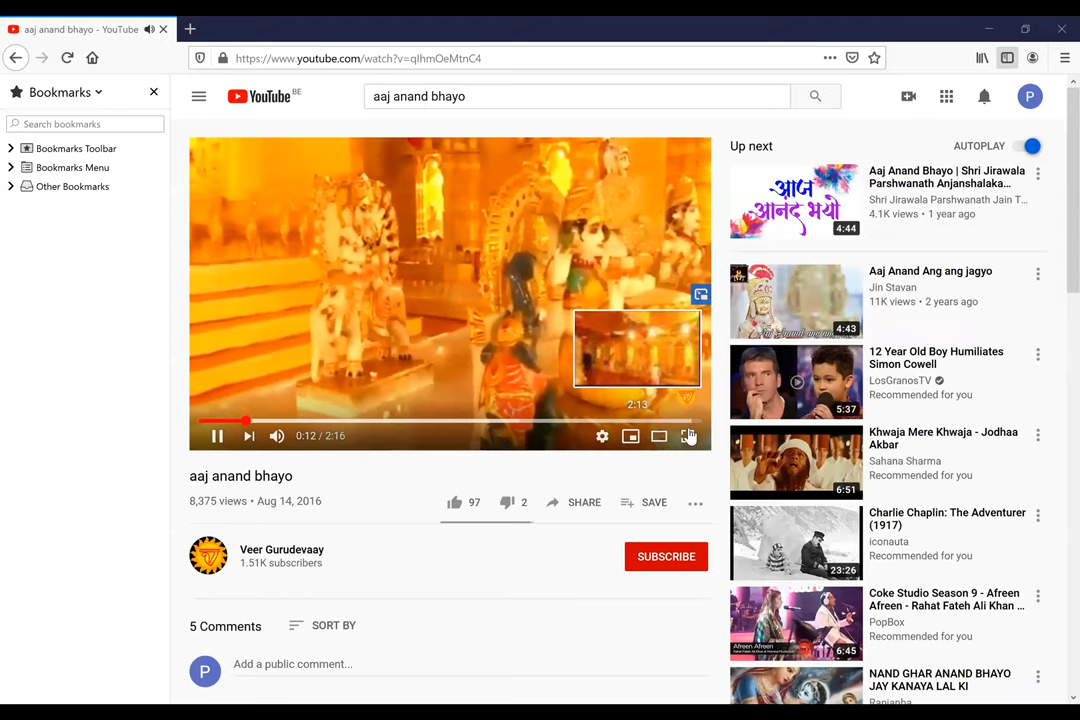 aaj anand bhayo - YouTube
https://www.youtube.com/watch?v=qIhmOeMtnC4
Bookmarks
Search bookmarks
Bookmarks Toolbar
Bookmarks Menu
Other Bookmarks
YouTube BE
aaj anand bhayo
P
2:13
0:12 / 2:16
aaj anand bhayo
8,375 views • Aug 14, 2016
97
2
SHARE
SAVE
Veer Gurudevaay
1.51K subscribers
SUBSCRIBE
5 Comments
SORT BY
P
Add a public comment...
Up next
AUTOPLAY
आज
आनंद भयो
4:44
Aaj Anand Bhayo | Shri Jirawala
Parshwanath Anjanshalaka...
Shri Jirawala Parshwanath Jain T...
4.1K views • 1 year ago
4:43
Aaj Anand Ang ang jagyo
Jin Stavan
11K views • 2 years ago
5:37
12 Year Old Boy Humiliates
Simon Cowell
LosGranosTV
Recommended for you
6:51
Khwaja Mere Khwaja - Jodhaa
Akbar
Sahana Sharma
Recommended for you
23:26
Charlie Chaplin: The Adventurer
(1917)
iconauta
Recommended for you
Afreen Afreen
6:45
Coke Studio Season 9 - Afreen
Afreen - Rahat Fateh Ali Khan ...
PopBox
Recommended for you
NAND GHAR ANAND BHAYO
JAY KANAYA LAL KI